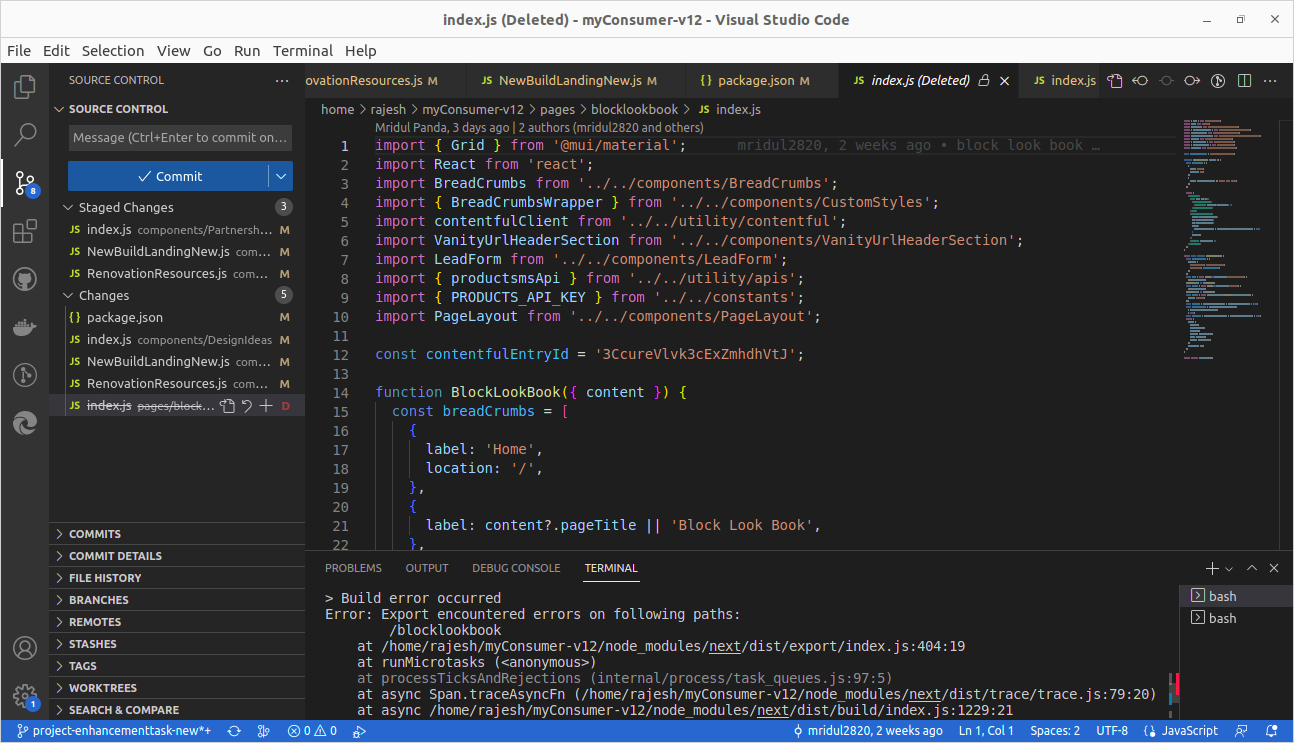 index.js (Deleted) - myConsumer-v12 - Visual Studio Code
File Edit Selection View Go Run Terminal Help
SOURCE CONTROL
SOURCE CONTROL
Message (Ctrl+Enter to commit on...
Commit
Staged Changes 3
JS index.js components/Partnersh... M
JS NewBuildLandingNew.js com... M
JS RenovationResources.js com... M
Changes 5
{} package.json M
JS index.js components/DesignIdeas M
JS NewBuildLandingNew.js com... M
JS RenovationResources.js com... M
JS index.js pages/block... D
COMMITS
COMMIT DETAILS
FILE HISTORY
BRANCHES
REMOTES
STASHES
TAGS
WORKTREES
SEARCH & COMPARE
8
1
ovationResources.js M JS NewBuildLandingNew.js M {} package.json M JS index.js (Deleted) JS index.js
home > rajesh > myConsumer-v12 > pages > blocklookbook > JS index.js
Mridul Panda, 3 days ago | 2 authors (mridul2820 and others)
1 import { Grid } from '@mui/material'; mridul2820, 2 weeks ago • block look book …
2 import React from 'react';
3 import BreadCrumbs from '../../components/BreadCrumbs';
4 import { BreadCrumbsWrapper } from '../../components/CustomStyles';
5 import contentfulClient from '../../utility/contentful';
6 import VanityUrlHeaderSection from '../../components/VanityUrlHeaderSection';
7 import LeadForm from '../../components/LeadForm';
8 import { productsmsApi } from '../../utility/apis';
9 import { PRODUCTS_API_KEY } from '../../constants';
10 import PageLayout from '../../components/PageLayout';
11
12 const contentfulEntryId = '3CcureVlvk3cExZmhdhVtJ';
13
14 function BlockLookBook({ content }) {
15 const breadCrumbs = [
16 {
17 label: 'Home',
18 location: '/',
19 },
20 {
21 label: content?.pageTitle || 'Block Look Book',
22 },
PROBLEMS OUTPUT DEBUG CONSOLE TERMINAL
> Build error occurred
Error: Export encountered errors on following paths:
/blocklookbook
at /home/rajesh/myConsumer-v12/node_modules/next/dist/export/index.js:404:19
at runMicrotasks (<anonymous>)
at processTicksAndRejections (internal/process/task_queues.js:97:5)
at async Span.traceAsyncFn (/home/rajesh/myConsumer-v12/node_modules/next/dist/trace/trace.js:79:20)
at async /home/rajesh/myConsumer-v12/node_modules/next/dist/build/index.js:1229:21
bash
bash
project-enhancementtask-new*+ 0 0 mridul2820, 2 weeks ago Ln 1, Col 1 Spaces: 2 UTF-8 {} JavaScript